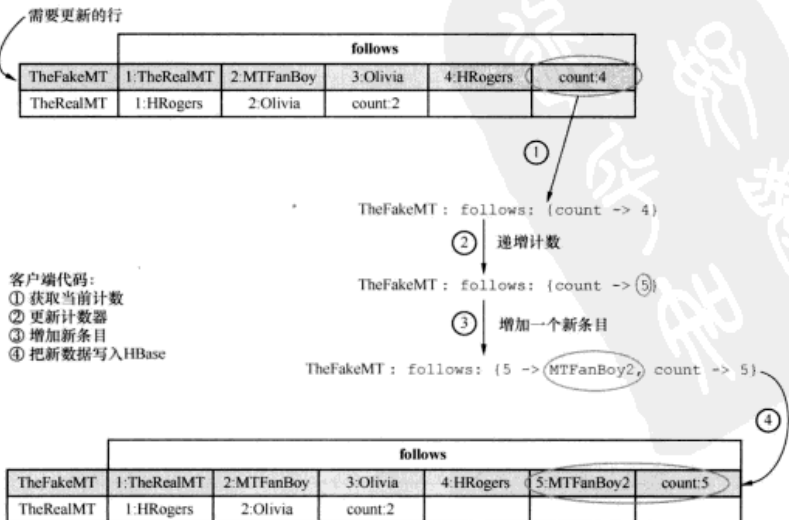 需要更新的行
follows
TheFakeMT 1:TheRealMT 2:MTFanBoy 3:Olivia 4:HRogers count:4
TheRealMT 1:HRogers 2:Olivia count:2
①
TheFakeMT : follows: {count -> 4}
② 递增计数
客户端代码:
① 获取当前计数
② 更新计数器
③ 增加新条目
④ 把新数据写入HBase
TheFakeMT : follows: {count -> 5}
③ 增加一个新条目
TheFakeMT : follows: {5 -> MTFanBoy2, count -> 5}
④
follows
TheFakeMT 1:TheRealMT 2:MTFanBoy 3:Olivia 4:HRogers 5:MTFanBoy2 count:5
TheRealMT 1:HRogers 2:Olivia count:2